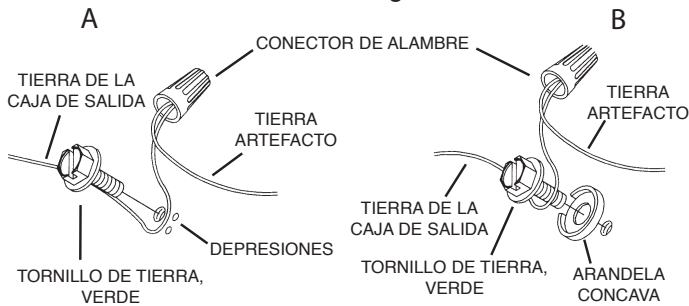 A
B
CONECTOR DE ALAMBRE
TIERRA DE LA
CAJA DE SALIDA
TIERRA
ARTEFACTO
DEPRESIONES
TORNILLO DE TIERRA,
VERDE
TIERRA
ARTEFACTO
TIERRA DE LA
CAJA DE SALIDA
TORNILLO DE TIERRA,
VERDE
ARANDELA
CONCAVA